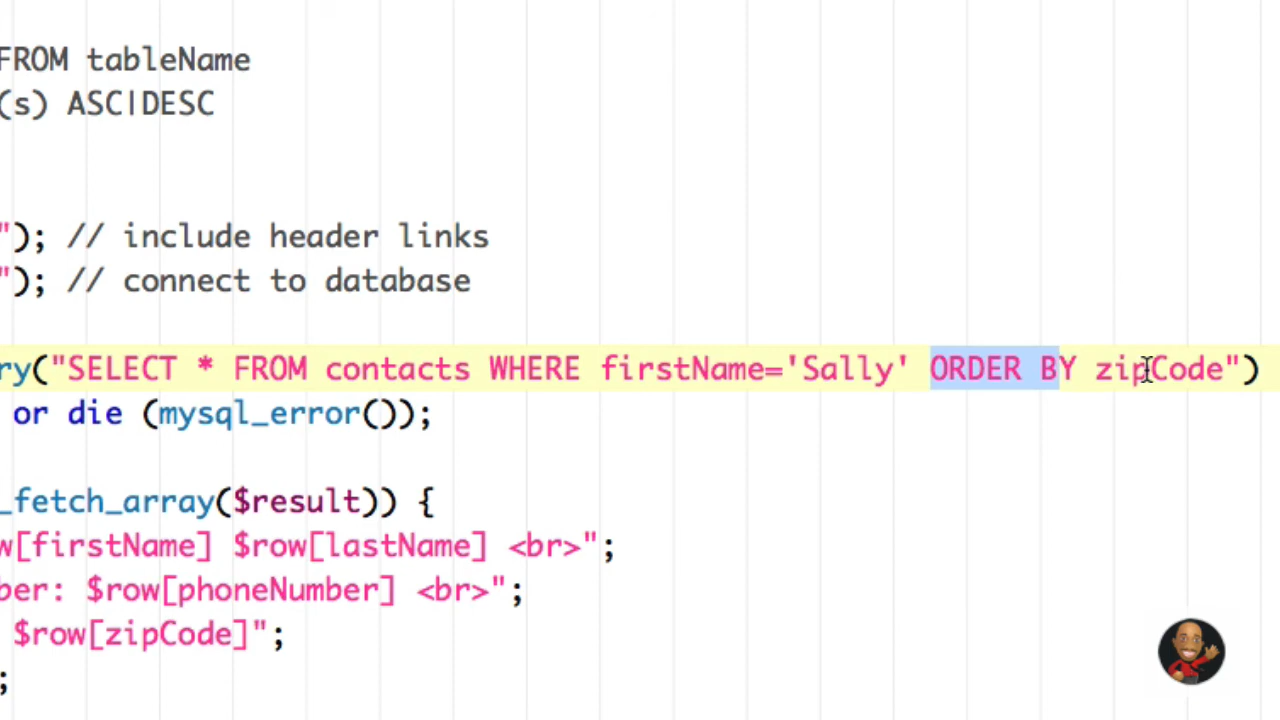 FROM tableName
(s) ASC|DESC
"); // include header links
"); // connect to database
ry("SELECT * FROM contacts WHERE firstName='Sally' ORDER BY zipCode")
or die (mysql_error());
_fetch_array($result)) {
w[firstName] $row[lastName] <br>";
ber: $row[phoneNumber] <br>";
$row[zipCode]";
;